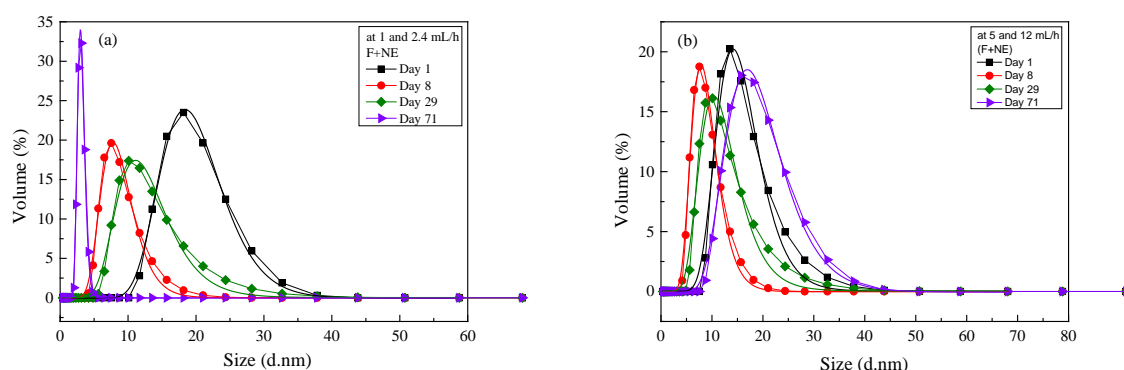 (a)
at 1 and 2.4 mL/h
F+NE
Day 1
Day 8
Day 29
Day 71
35
30
25
20
15
10
5
0
Volume (%)
0 10 20 30 40 50 60 70
Size (d.nm)
(b)
at 5 and 12 mL/h
(F+NE)
Day 1
Day 8
Day 29
Day 71
20
15
10
5
0
Volume (%)
0 10 20 30 40 50 60 70 80
Size (d.nm)